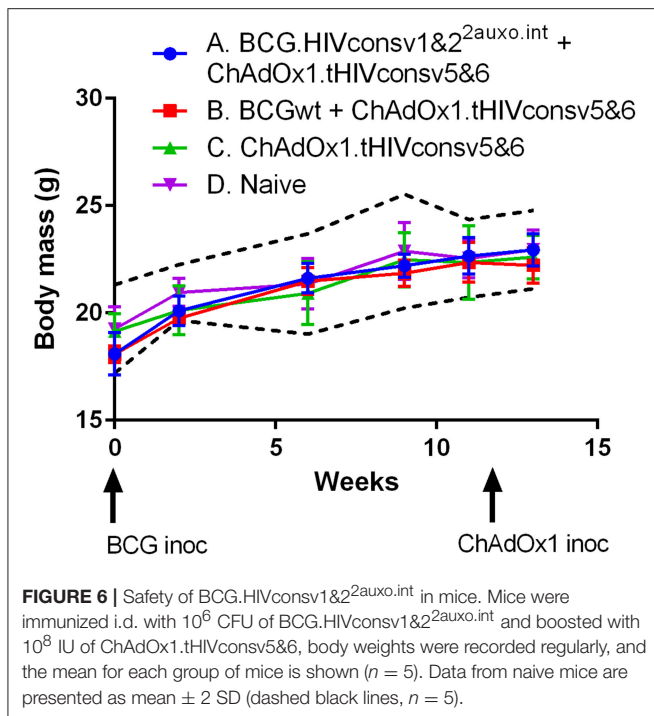 A. BCG.HIVconsv1&2^2auxo.int +
ChAdOx1.tHIVconsv5&6
B. BCGwt + ChAdOx1.tHIVconsv5&6
C. ChAdOx1.tHIVconsv5&6
D. Naive
Body mass (g)
30
25
20
15
0
5
10
15
Weeks
BCG inoc
ChAdOx1 inoc
FIGURE 6 | Safety of BCG.HIVconsv1&2^2auxo.int in mice. Mice were
immunized i.d. with 10^6 CFU of BCG.HIVconsv1&2^2auxo.int and boosted with
10^8 IU of ChAdOx1.tHIVconsv5&6, body weights were recorded regularly, and
the mean for each group of mice is shown (n = 5). Data from naive mice are
presented as mean ± 2 SD (dashed black lines, n = 5).